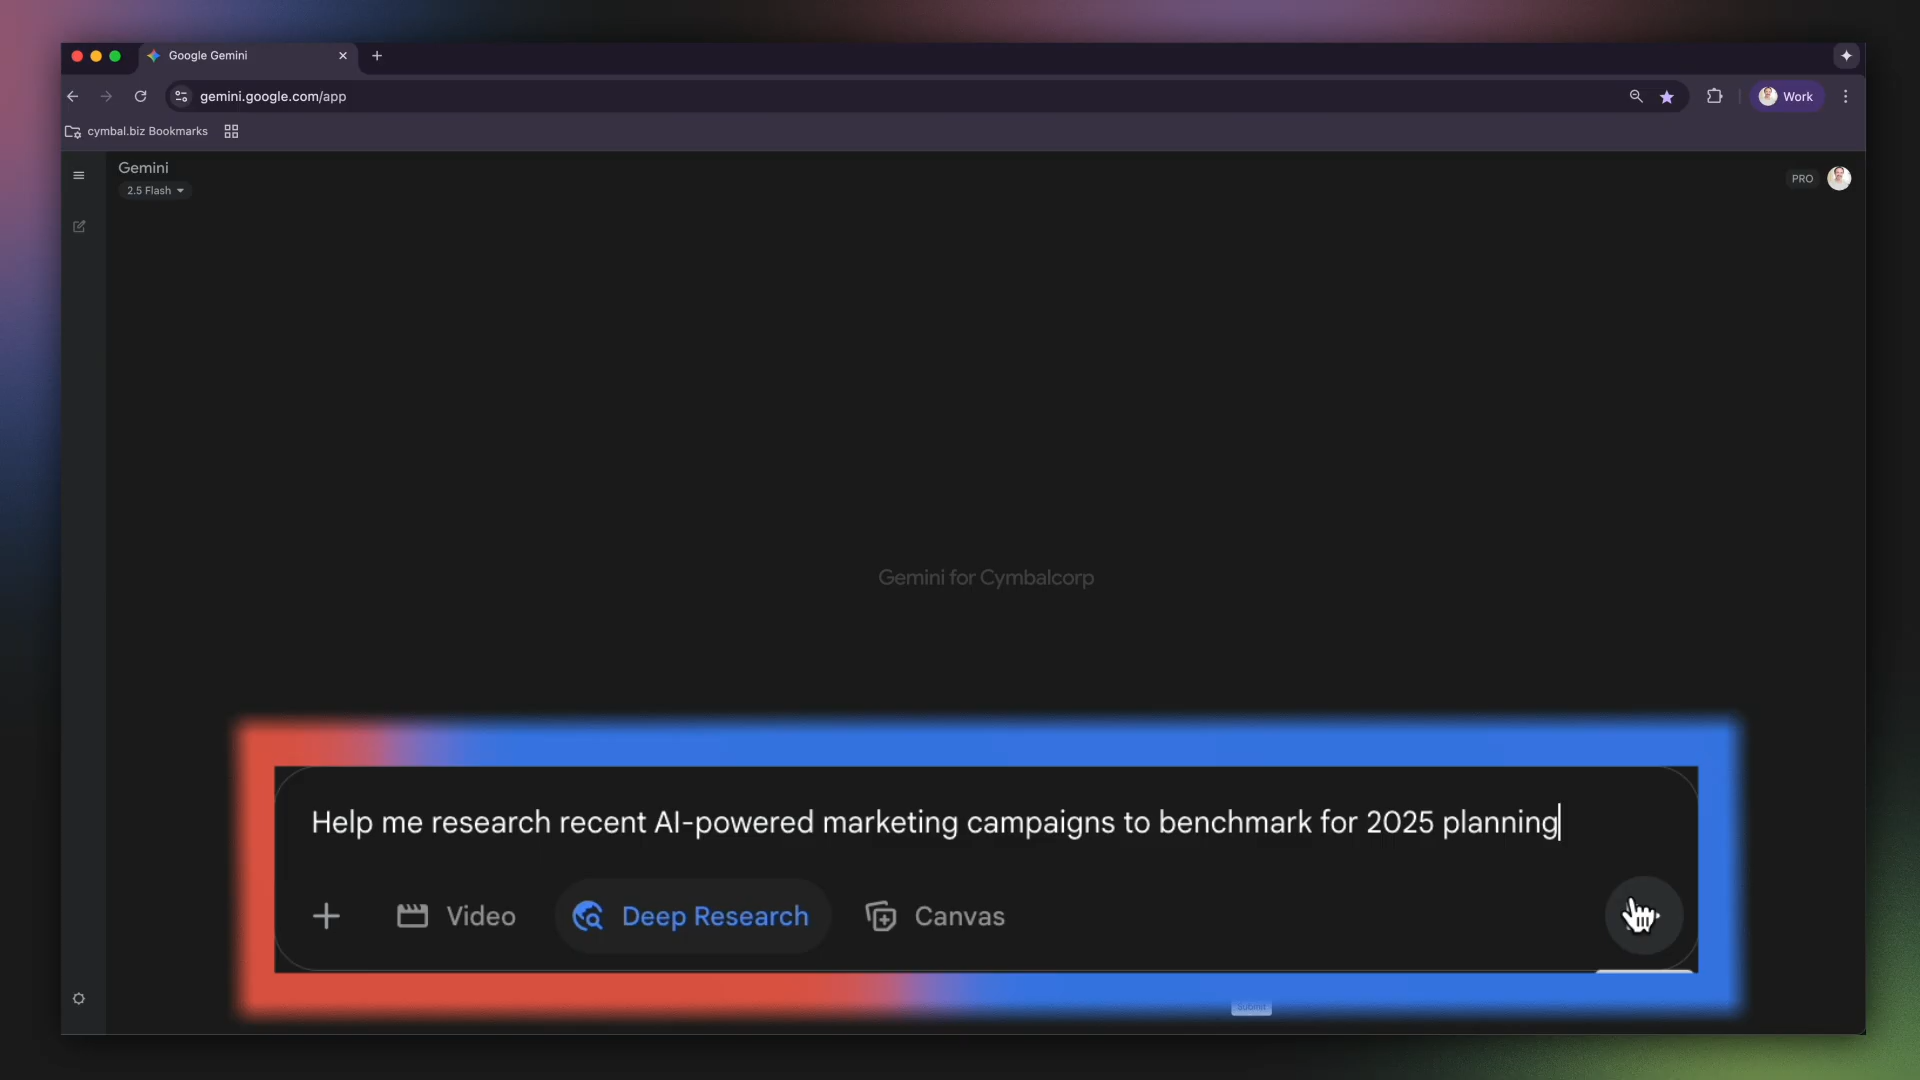 Google Gemini
gemini.google.com/app
Work
cymbal.biz Bookmarks
Gemini
2.5 Flash
PRO
Gemini for Cymbalcorp
Help me research recent AI-powered marketing campaigns to benchmark for 2025 planning
Video
Deep Research
Canvas
Submit